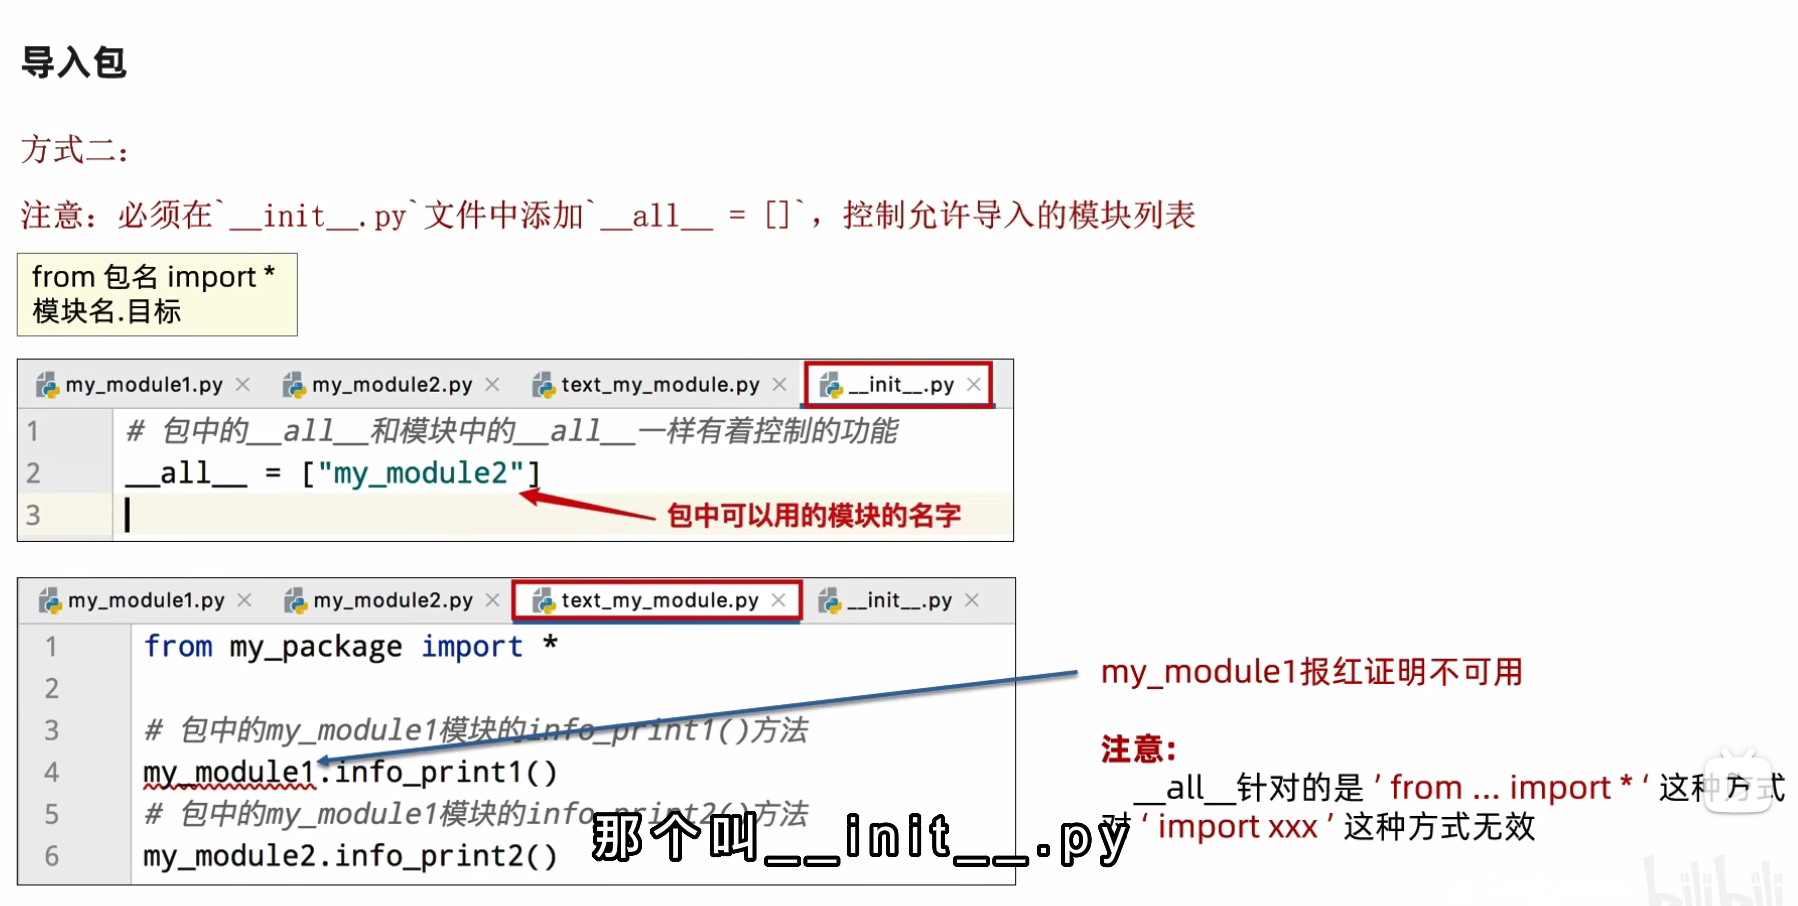 导入包
方式二：
注意：必须在`__init__.py`文件中添加`__all__ = []`，控制允许导入的模块列表
from 包名 import *
模块名.目标
my_module1.py my_module2.py text_my_module.py __init__.py
1 # 包中的__all__和模块中的__all__一样有着控制的功能
2 __all__ = ["my_module2"]
3
包中可以用的模块的名字
my_module1.py my_module2.py text_my_module.py __init__.py
1 from my_package import *
2
3 # 包中的my_module1模块的info_print1()方法
4 my_module1.info_print1()
5 # 包中的my_module1模块的info_print2()方法
6 my_module2.info_print2()
my_module1报红证明不可用
注意:
__all__针对的是 ’ from ... import * ‘ 这种方式
对 ‘ import xxx ’ 这种方式无效
那个叫__init__.py
bilibili